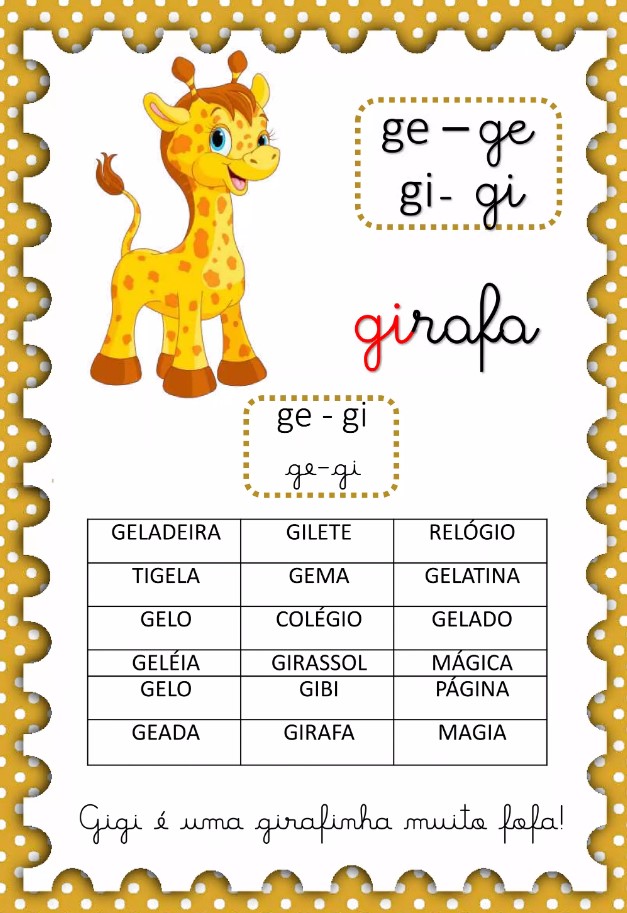 ge – ge
gi- gi
girafa
ge - gi
ge-gi
GELADEIRA GILETE RELÓGIO
TIGELA GEMA GELATINA
GELO COLÉGIO GELADO
GELÉIA GIRASSOL MÁGICA
GELO GIBI PÁGINA
GEADA GIRAFA MAGIA
Gigi é uma girafinha muito fofa!